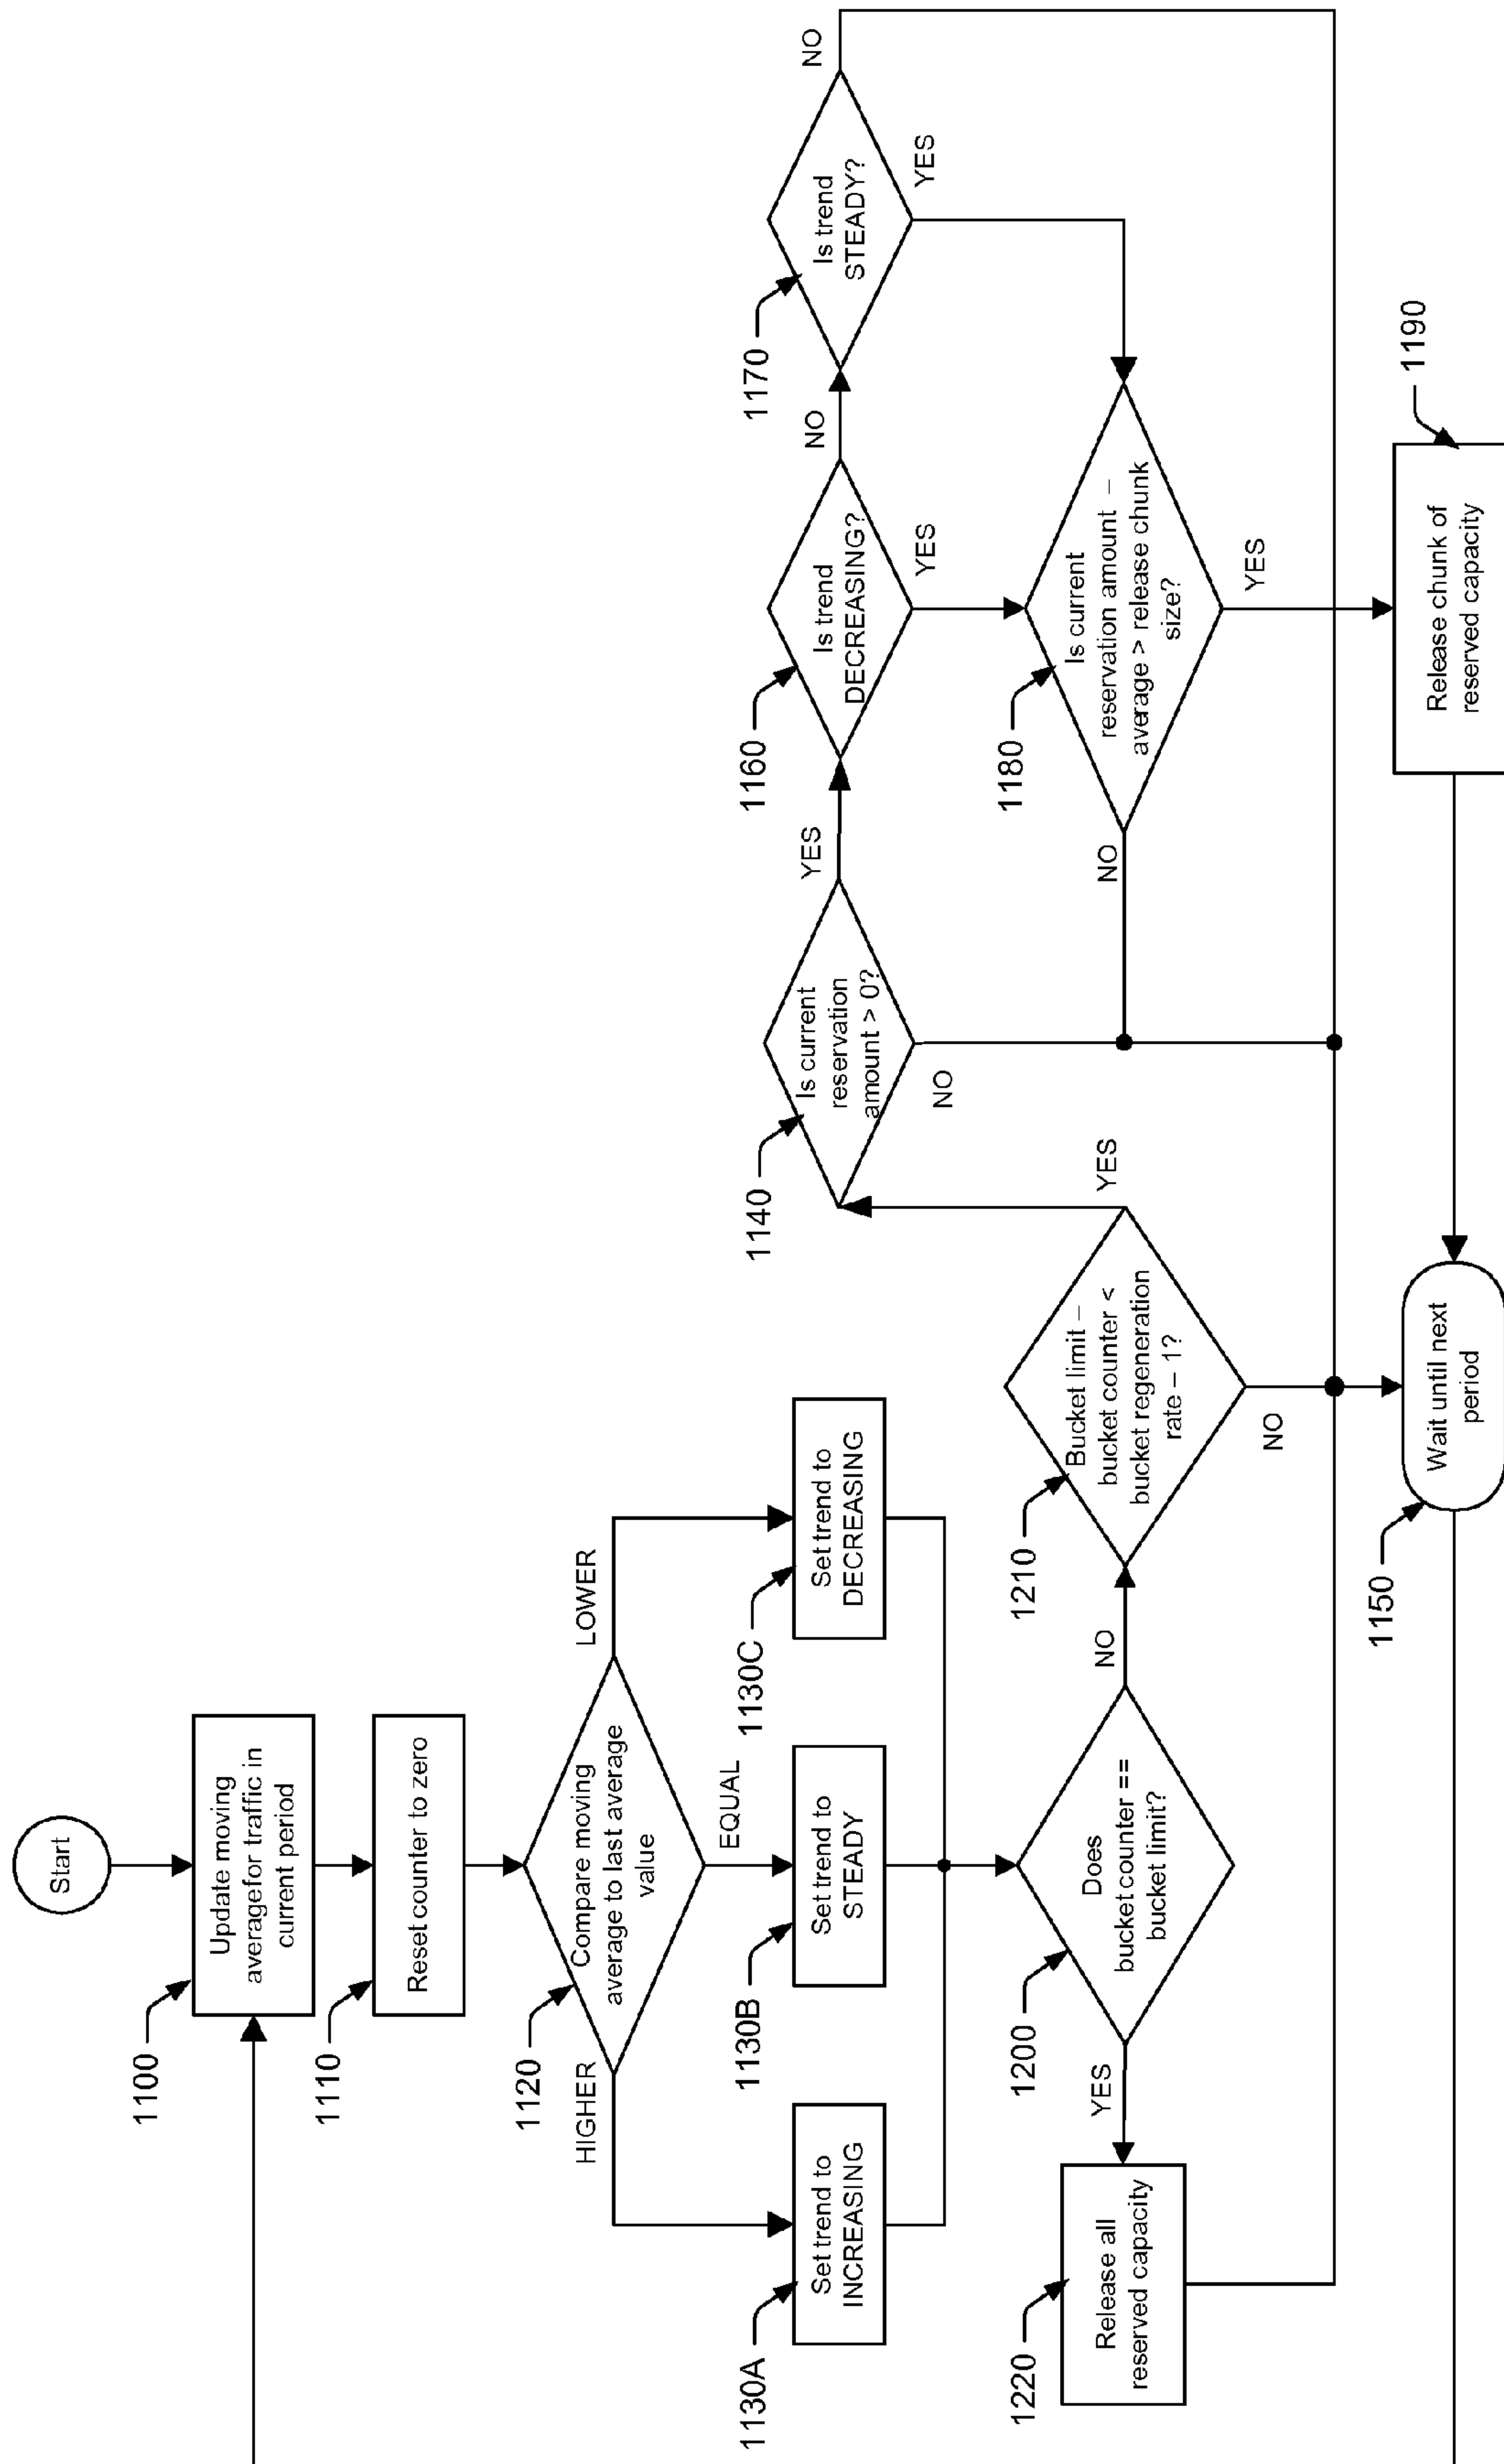 Start
1100
Update moving
averagefor traffic in
current period
1110
Reset counter to zero
1120
Compare moving
average to last average
value
HIGHER
EQUAL
LOWER
1130A
Set trend to
INCREASING
1130B
Set trend to
STEADY
1130C
Set trend to
DECREASING
1200
Does
bucket counter ==
bucket limit?
YES
NO
1220
Release all
reserved capacity
1210
Bucket limit –
bucket counter <
bucket regeneration
rate – 1?
YES
NO
1140
Is current
reservation
amount > 0?
YES
NO
1160
Is trend
DECREASING?
NO
YES
1170
Is trend
STEADY?
NO
YES
1180
Is current
reservation amount –
average > release chunk
size?
NO
YES
1190
Release chunk of
reserved capacity
1150
Wait until next
period